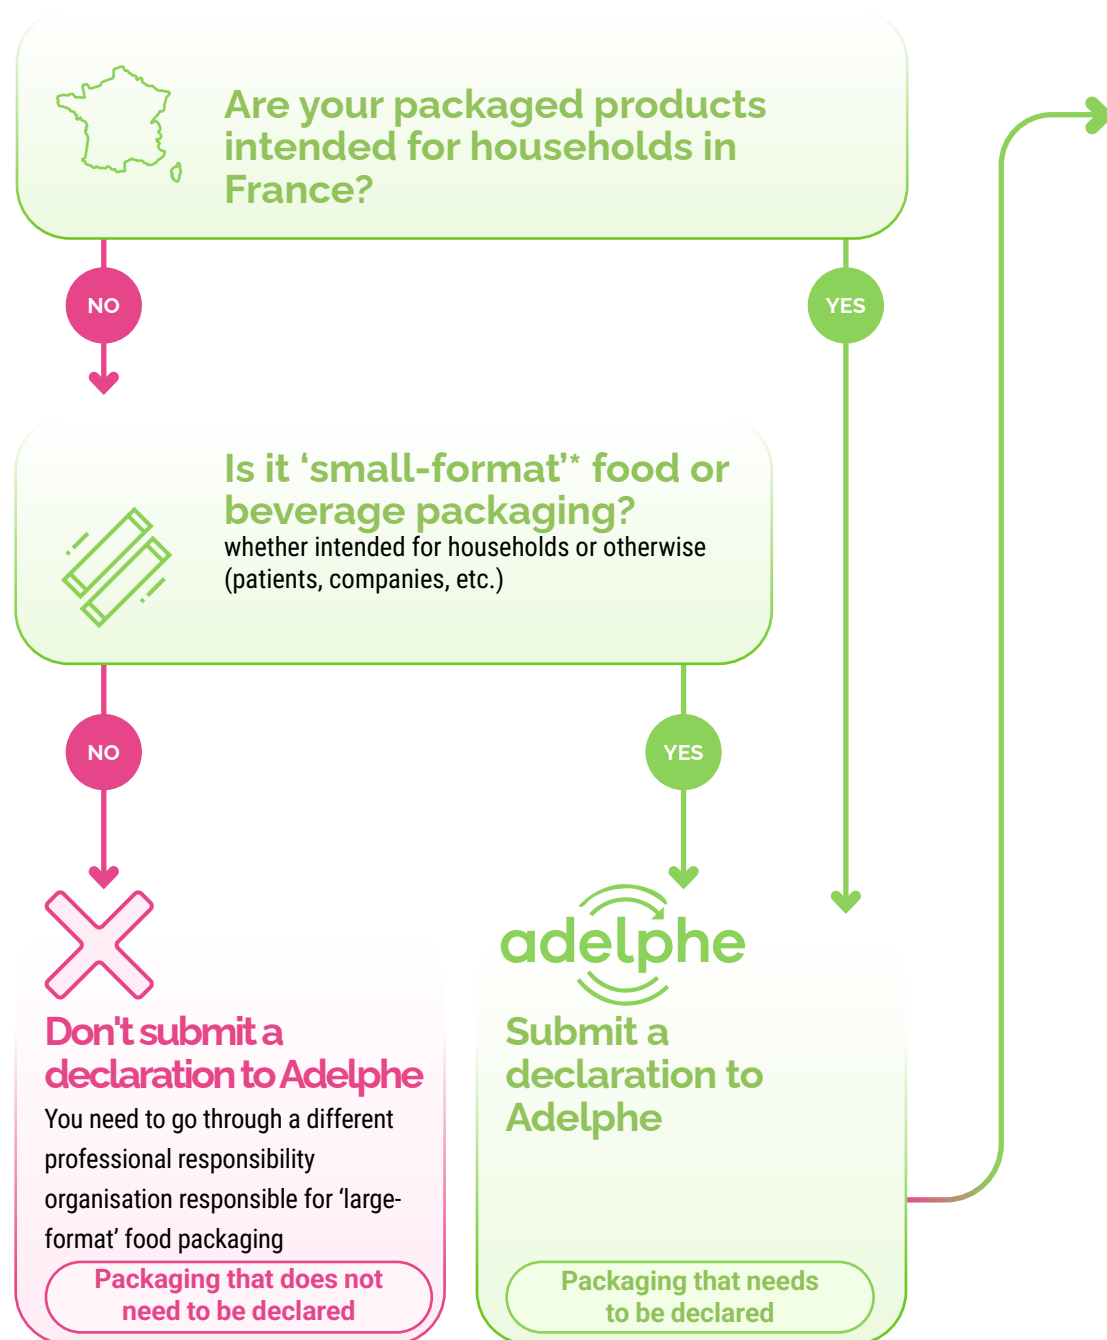 Are your packaged products
intended for households in
France?
NO
YES
Is it ‘small-format’* food or
beverage packaging?
whether intended for households or otherwise
(patients, companies, etc.)
NO
YES
Don't submit a
declaration to Adelphe
You need to go through a different
professional responsibility
organisation responsible for ‘large-
format’ food packaging
Packaging that does not
need to be declared
adelphe
Submit a
declaration to
Adelphe
Packaging that needs
to be declared